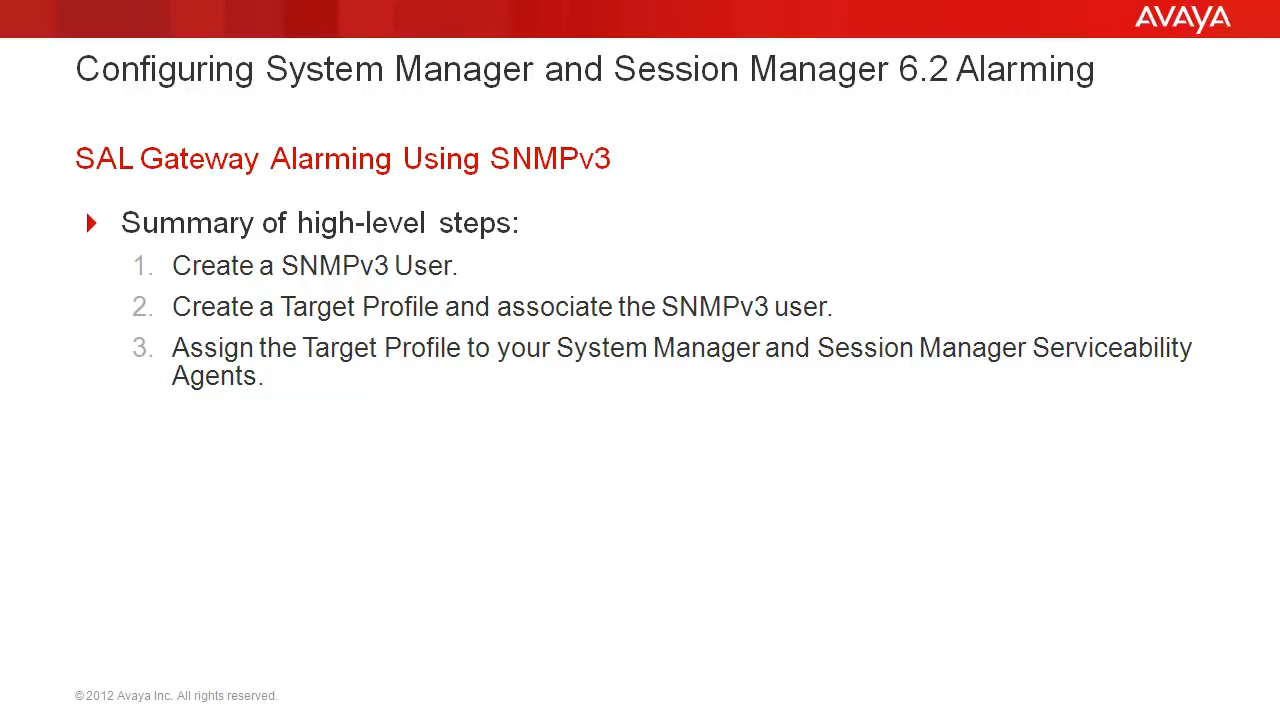 AVAYA
Configuring System Manager and Session Manager 6.2 Alarming
SAL Gateway Alarming Using SNMPv3
Summary of high-level steps:
1. Create a SNMPv3 User.
2. Create a Target Profile and associate the SNMPv3 user.
3. Assign the Target Profile to your System Manager and Session Manager Serviceability
Agents.
© 2012 Avaya Inc. All rights reserved.